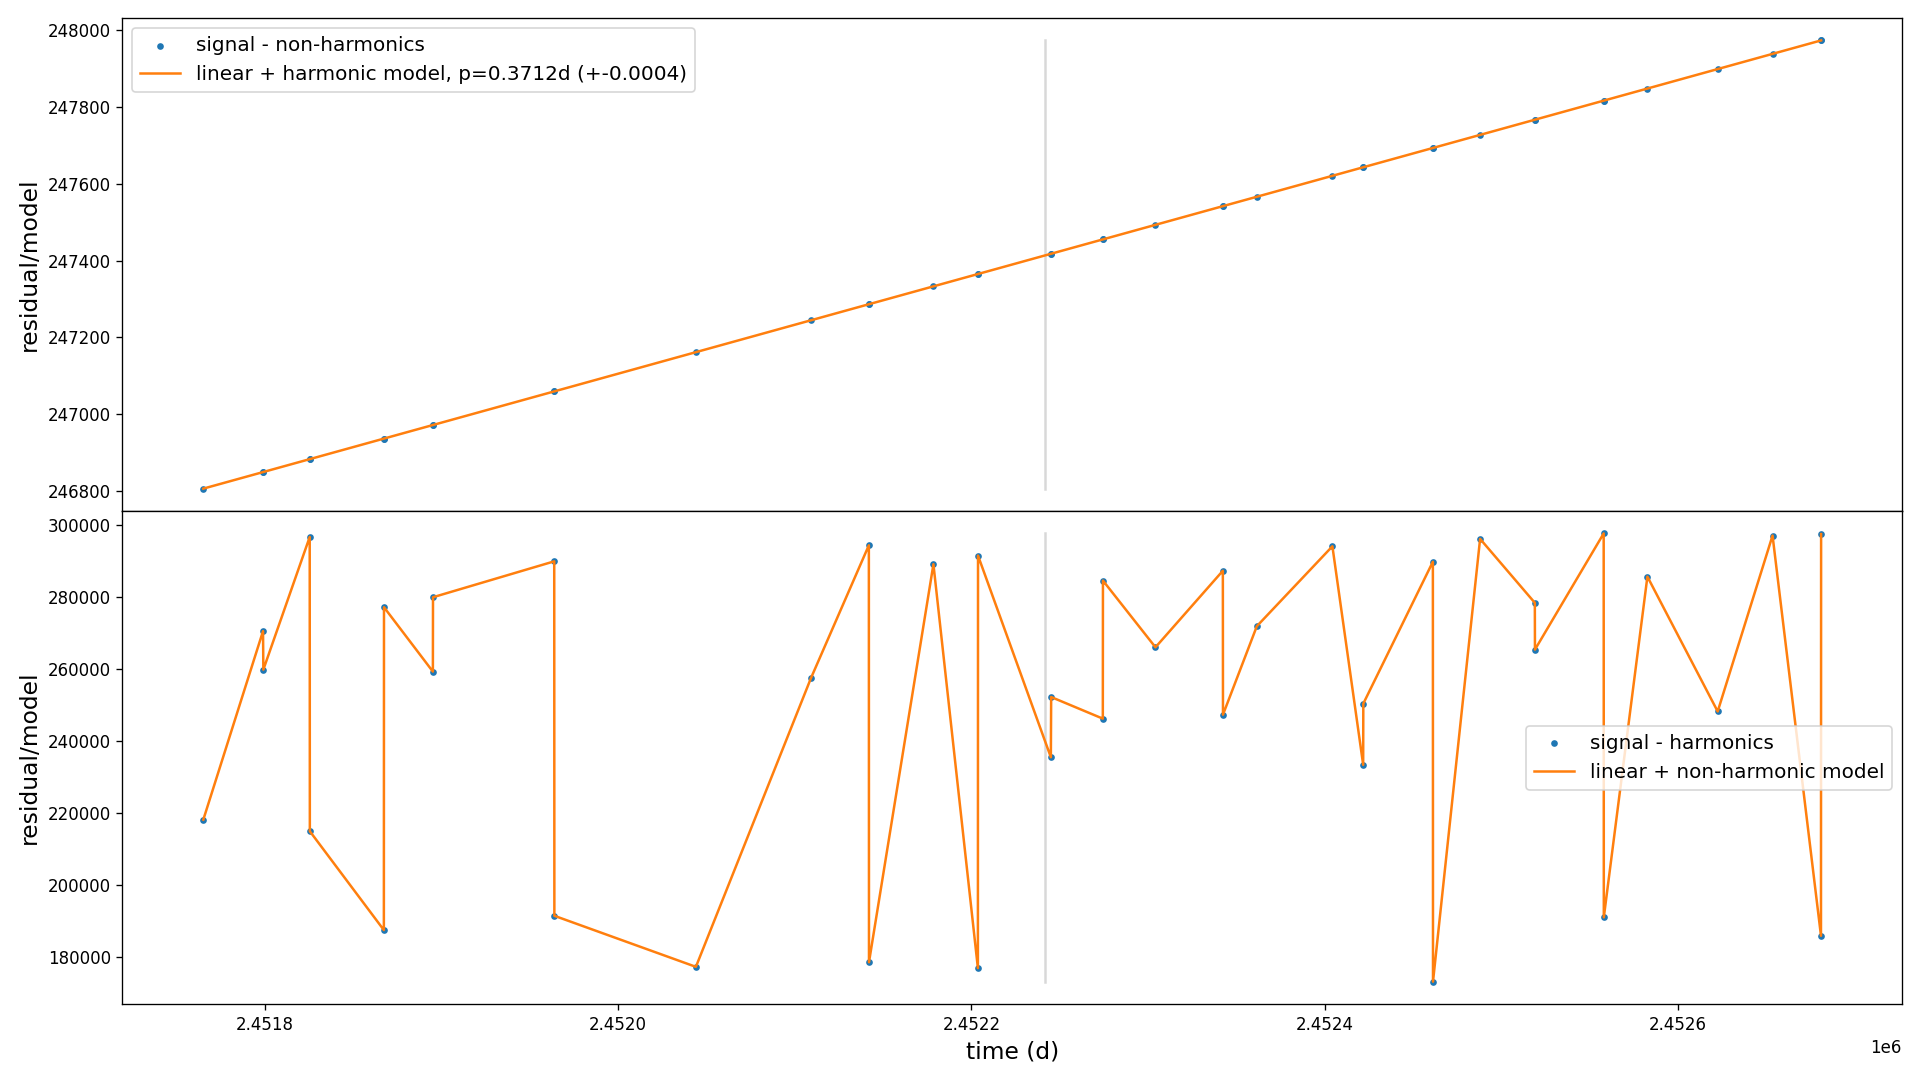 248000
247800
247600
247400
247200
247000
246800
residual/model
signal - non-harmonics
linear + harmonic model, p=0.3712d (+-0.0004)
300000
280000
260000
240000
220000
200000
180000
residual/model
signal - harmonics
linear + non-harmonic model
2.4518 2.4520 2.4522 2.4524 2.4526
1e6
time (d)